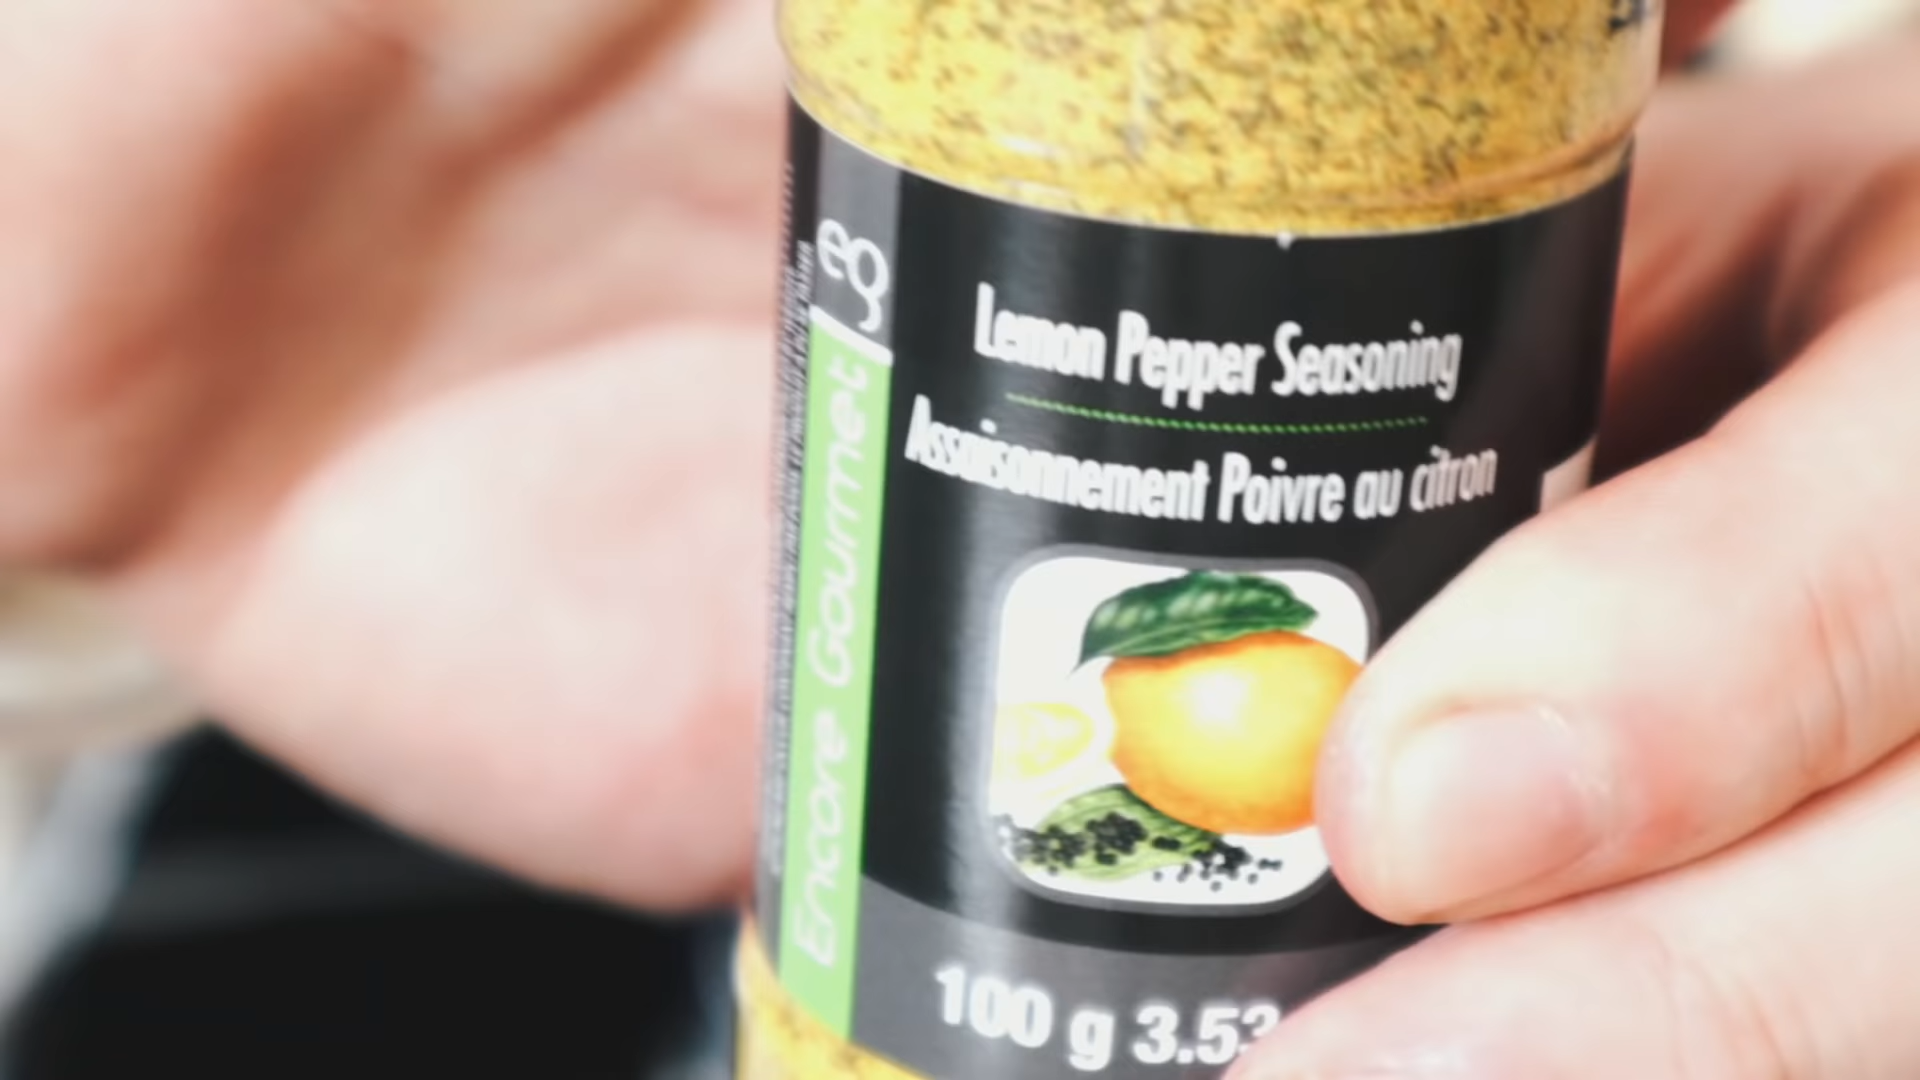 eg
Encore Gourmet
Lemon Pepper Seasoning
Assaisonnement Poivre au citron
100 g 3.53